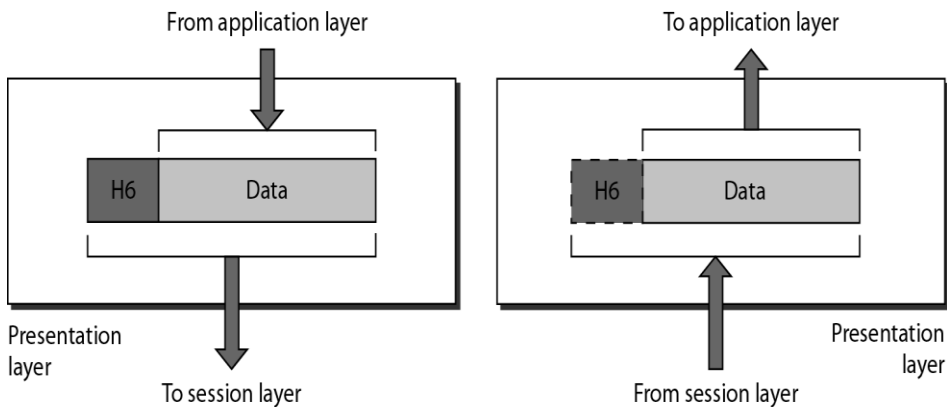 From application layer
To application layer
H6
Data
H6
Data
Presentation
layer
Presentation
layer
To session layer
From session layer